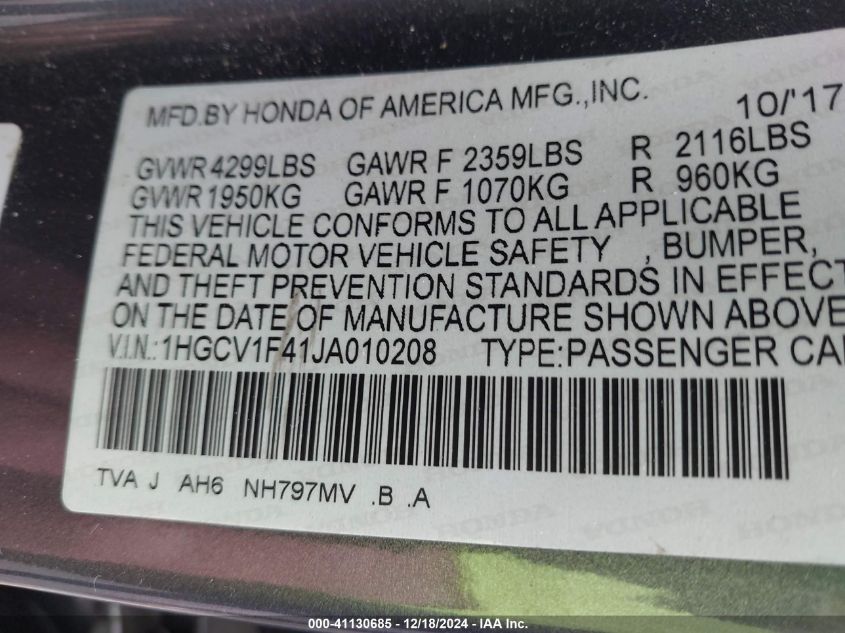 MFD.BY HONDA OF AMERICA MFG.,INC. 10/'17
GVWR 4299LBS GAWR F 2359LBS R 2116LBS
GVWR 1950KG GAWR F 1070KG R 960KG
THIS VEHICLE CONFORMS TO ALL APPLICABLE
FEDERAL MOTOR VEHICLE SAFETY , BUMPER,
AND THEFT PREVENTION STANDARDS IN EFFECT
ON THE DATE OF MANUFACTURE SHOWN ABOVE
V.I.N.:1HGCV1F41JA010208 TYPE:PASSENGER CA
TVA J AH6 NH797MV .B .A
HONDA HONDA
000-41130685 - 12/18/2024 - IAA Inc.